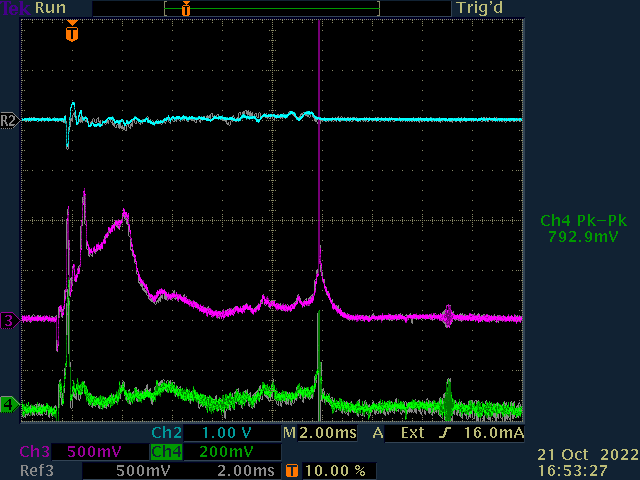 Tek Run Trig'd
T
T
R2
Ch4 Pk-Pk
792.9mV
3
4
Ch2 1.00 V M 2.00ms A Ext 16.0mA
Ch3 500mV Ch4 200mV
Ref3 500mV 2.00ms T 10.00 %
21 Oct 2022
16:53:27